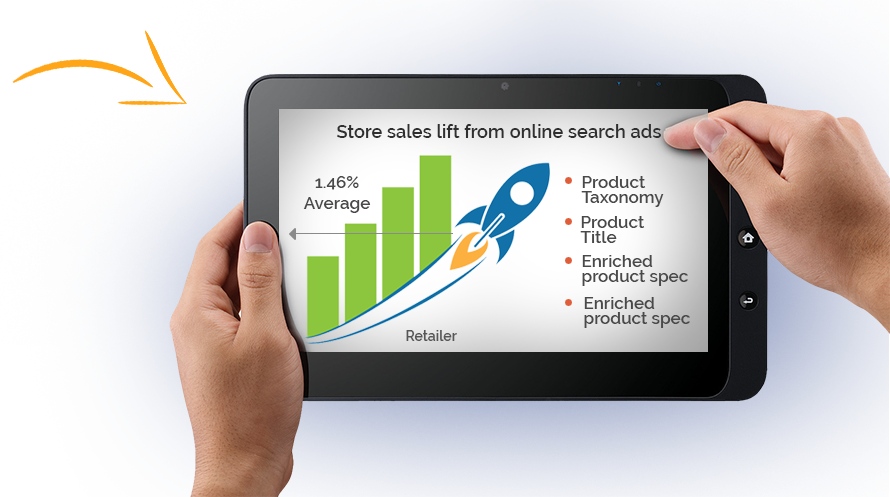 Store sales lift from online search ads
1.46%
Average
Product
Taxonomy
Product
Title
Enriched
product spec
Enriched
product spec
Retailer